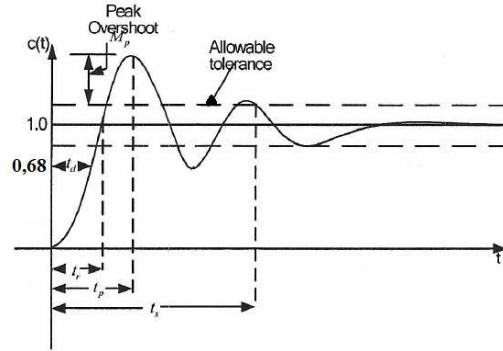 Peak
Overshoot
c(t)
M_p
Allowable
tolerance
1.0
0,68
t_d
t
t_r
t_p
t_s